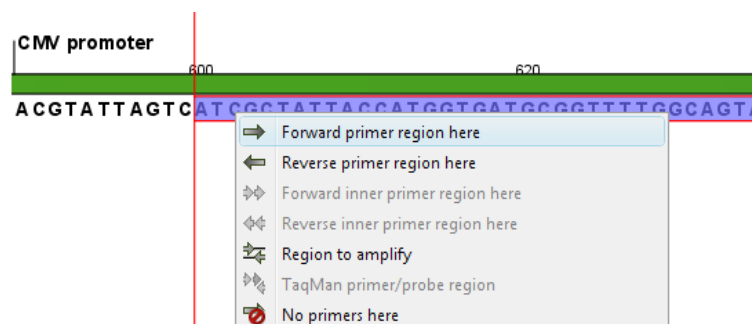 CMV promoter
600 620
ACGTATTAGTCATCGCTATTACCATGGTGATGCGGTTTTGGCAGTA
Forward primer region here
Reverse primer region here
Forward inner primer region here
Reverse inner primer region here
Region to amplify
TaqMan primer/probe region
No primers here